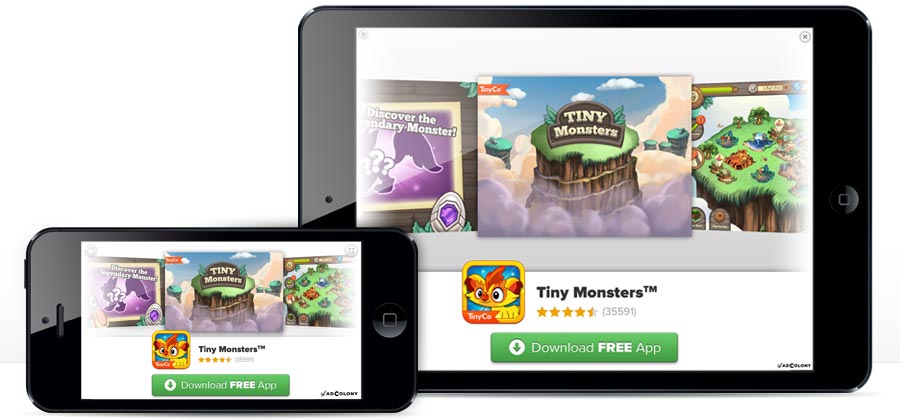 Discover the
legendary Monster!
???
TinyCo
TINY
Monsters
TinyCo
Tiny Monsters™
(35591)
Download FREE App
ADCOLONY
Discover the
legendary Monster!
???
TinyCo
TINY
Monsters
TinyCo
Tiny Monsters™
(35591)
Download FREE App
ADCOLONY